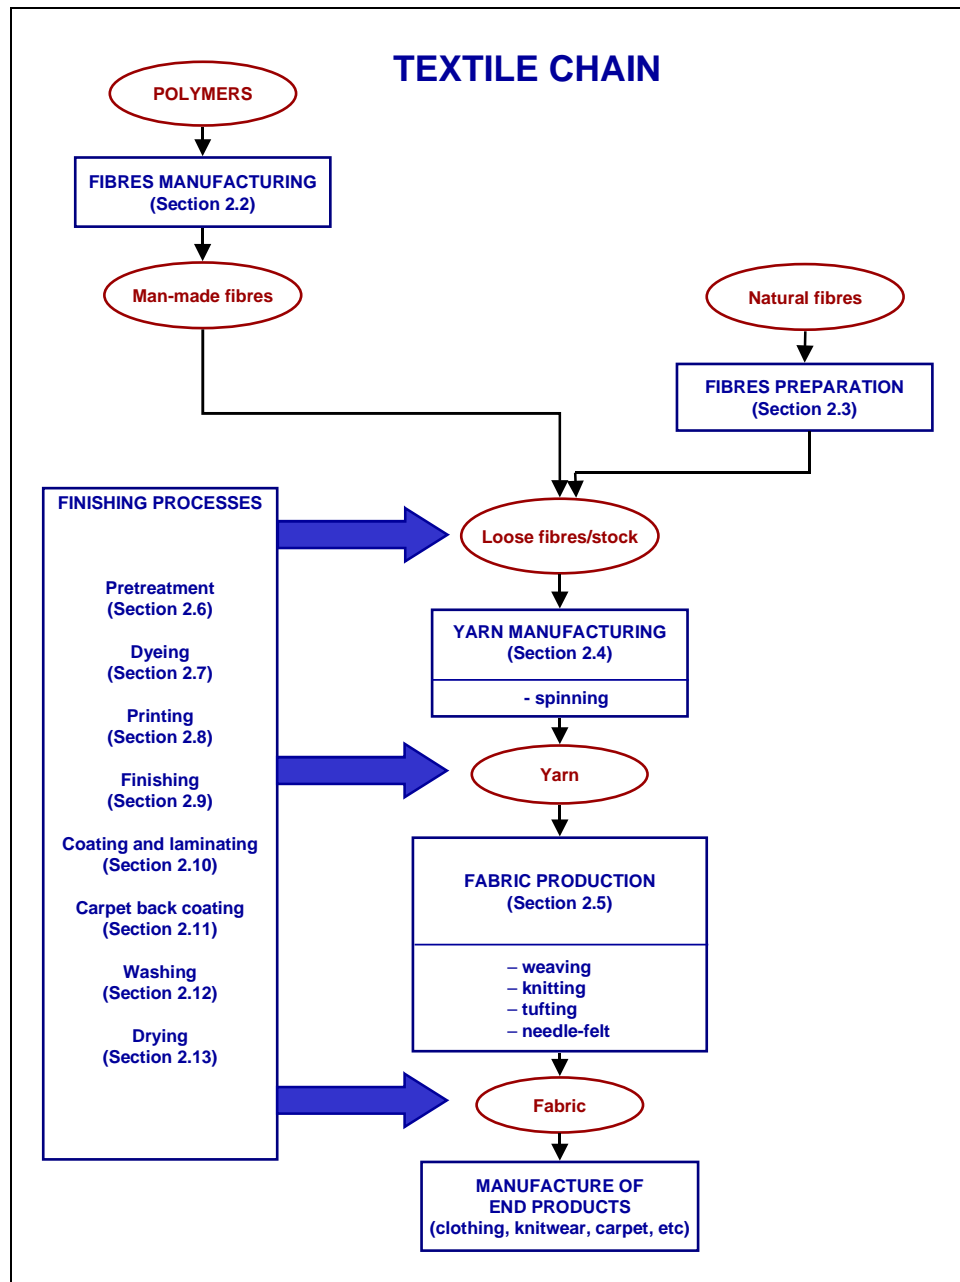 TEXTILE CHAIN
POLYMERS
FIBRES MANUFACTURING
(Section 2.2)
Man-made fibres
Natural fibres
FIBRES PREPARATION
(Section 2.3)
FINISHING PROCESSES
Pretreatment
(Section 2.6)
Dyeing
(Section 2.7)
Printing
(Section 2.8)
Finishing
(Section 2.9)
Coating and laminating
(Section 2.10)
Carpet back coating
(Section 2.11)
Washing
(Section 2.12)
Drying
(Section 2.13)
Loose fibres/stock
YARN MANUFACTURING
(Section 2.4)
- spinning
Yarn
FABRIC PRODUCTION
(Section 2.5)
– weaving
– knitting
– tufting
– needle-felt
Fabric
MANUFACTURE OF
END PRODUCTS
(clothing, knitwear, carpet, etc)